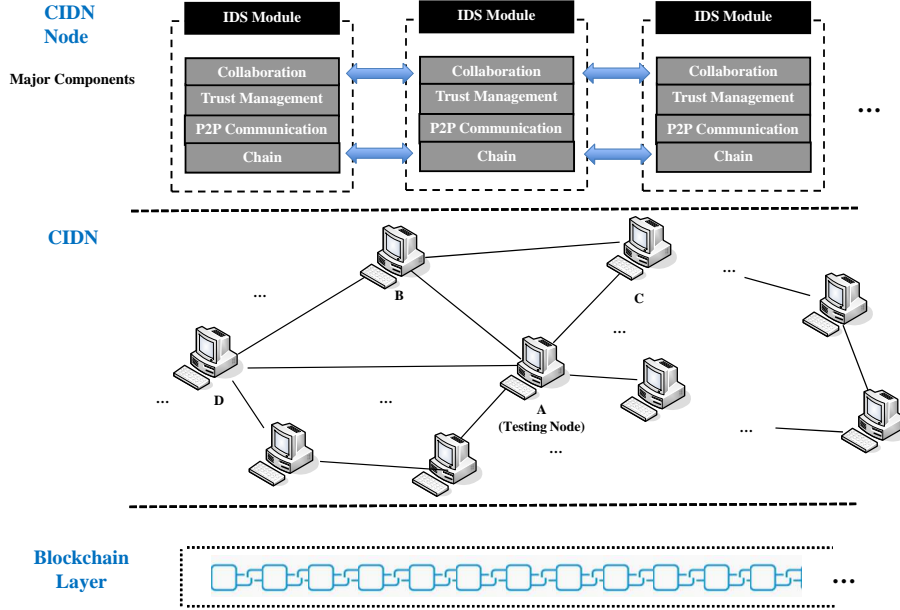 CIDN
Node
IDS Module
IDS Module
IDS Module
Major Components
Collaboration
Collaboration
Collaboration
Trust Management
Trust Management
Trust Management
...
P2P Communication
P2P Communication
P2P Communication
Chain
Chain
Chain
CIDN
B
C
...
...
...
D
...
...
A
(Testing Node)
...
...
Blockchain
Layer
...